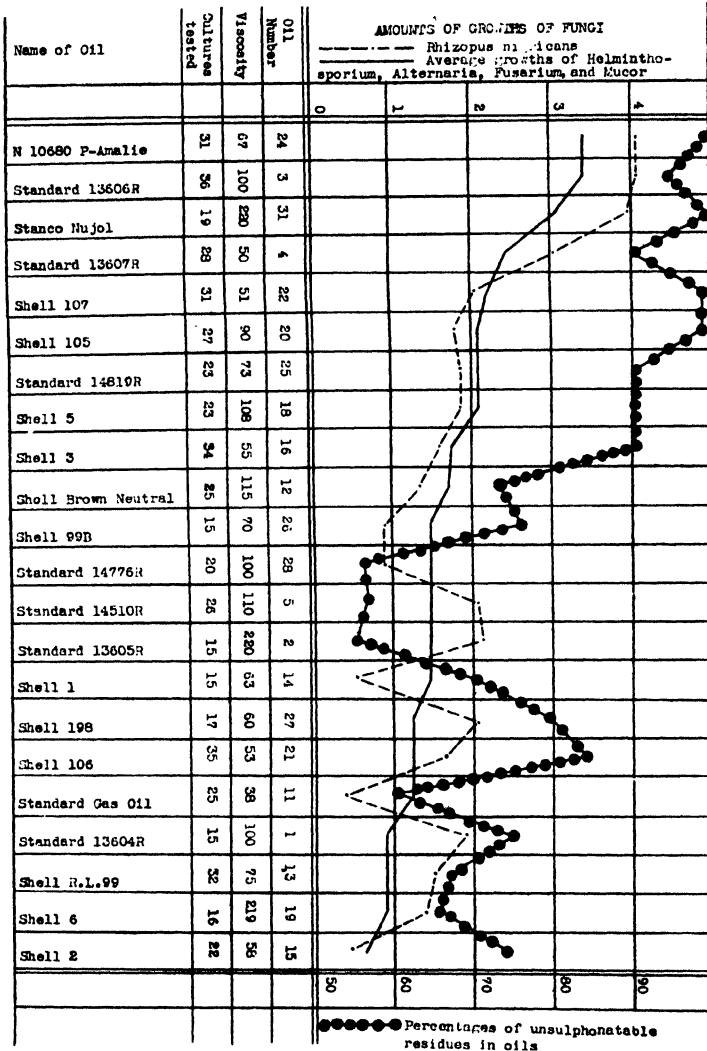 AMOUNTS OF GROWTHS OF FUNGI
Rhizopus nigricans
Average growths of Helmintho-
sporium, Alternaria, Fusarium, and Mucor
Name of Oil Cultures tested Viscosity Oil Number
0 1 2 3 4
N 10680 P-Amalie 31 67 24
Standard 13606R 36 100 3
Stanco Nujol 19 220 31
Standard 13607R 28 50 4
Shell 107 31 51 22
Shell 105 27 90 20
Standard 14819R 23 73 25
Shell 5 23 108 18
Shell 3 34 55 16
Shell Brown Neutral 25 115 12
Shell 99B 15 70 26
Standard 14776R 20 100 28
Standard 14510R 26 110 5
Standard 13605R 15 220 2
Shell 1 15 63 14
Shell 198 17 60 27
Shell 106 35 53 21
Standard Gas Oil 25 38 11
Standard 13604R 15 100 1
Shell R.L.99 32 75 13
Shell 6 16 219 19
Shell 2 22 58 15
50 60 70 80 90
Percentages of unsulphonatable
residues in oils